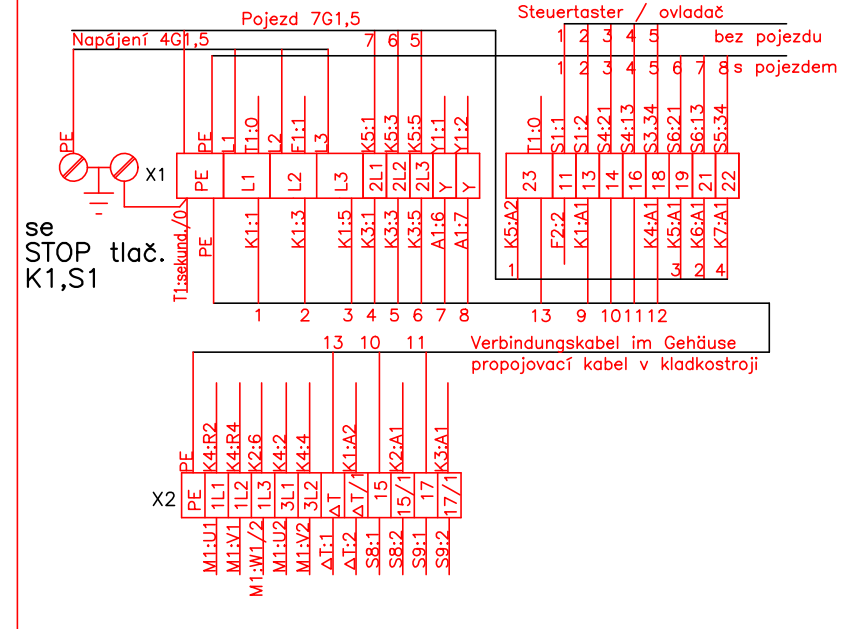 Pojezd 7G1,5
Steuertaster / ovladač
Napájení 4G1,5
7 6 5
1 2 3 4 5
bez pojezdu
1 2 3 4 5 6 7 8 s pojezdem
PE
PE L1 T1:0 L2 F1:1 L3 K5:1 K5:3 K5:5 Y1:1 Y1:2
T1:0 S1:1 S1:2 S4:21 S4:13 S3.34 S6:21 S6:13 S5:34
X1
PE L1 L2 L3 2L1 2L2 2L3 Y Y
23 11 13 14 16 18 19 21 22
T1:sekund./0 PE K1:1 K1:3 K1:5 K3:1 K3:3 K3:5 A1:6 A1:7
K5:A2 F2:2 K1:A1 K4:A1 K5:A1 K6:A1 K7:A1
se
STOP tlač.
K1,S1
1 3 2 4
1 2 3 4 5 6 7 8
13 9 10 11 12
13 10 11
Verbindungskabel im Gehäuse
propojovací kabel v kladkostroji
PE K4:R2 K4:R4 K2:6 K4:2 K4:4 K1:A2 K2:A1 K3:A1
X2
PE 1L1 1L2 1L3 3L1 3L2 ΔT ΔT/1 15 15/1 17 17/1
M1:U1 M1:V1 M1:W1/2 M1:U2 M1:V2 ΔT:1 ΔT:2 S8:1 S8:2 S9:1 S9:2